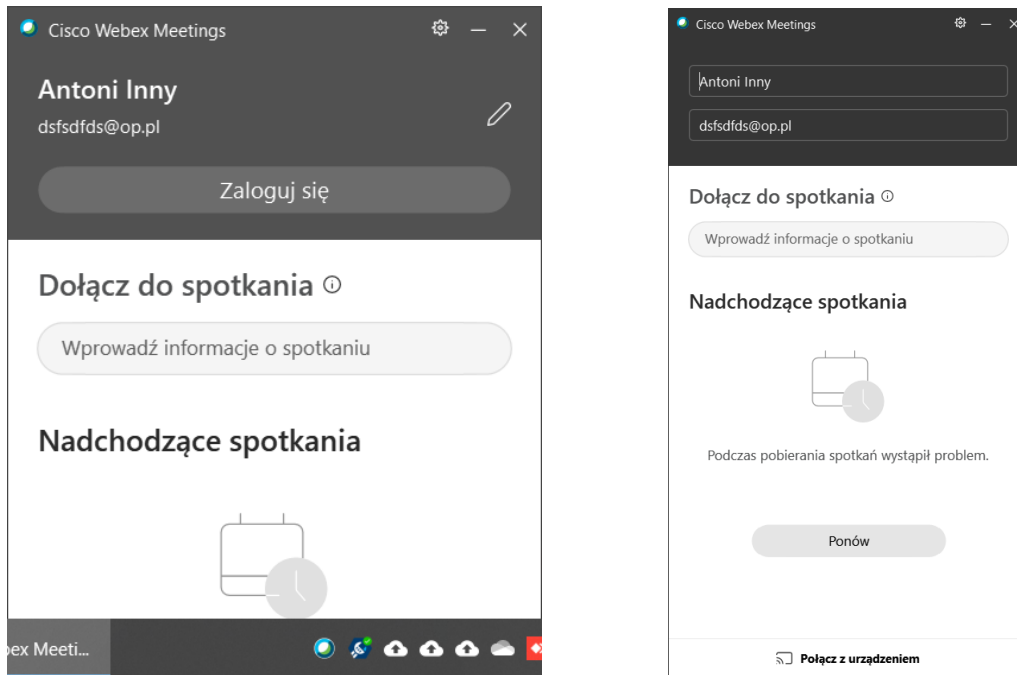 Cisco Webex Meetings
Antoni Inny
dsfsdfds@op.pl
Zaloguj się
Dołącz do spotkania
Wprowadź informacje o spotkaniu
Nadchodzące spotkania
ex Meeti...
Cisco Webex Meetings
Antoni Inny
dsfsdfds@op.pl
Dołącz do spotkania
Wprowadź informacje o spotkaniu
Nadchodzące spotkania
Podczas pobierania spotkań wystąpił problem.
Ponów
Połącz z urządzeniem